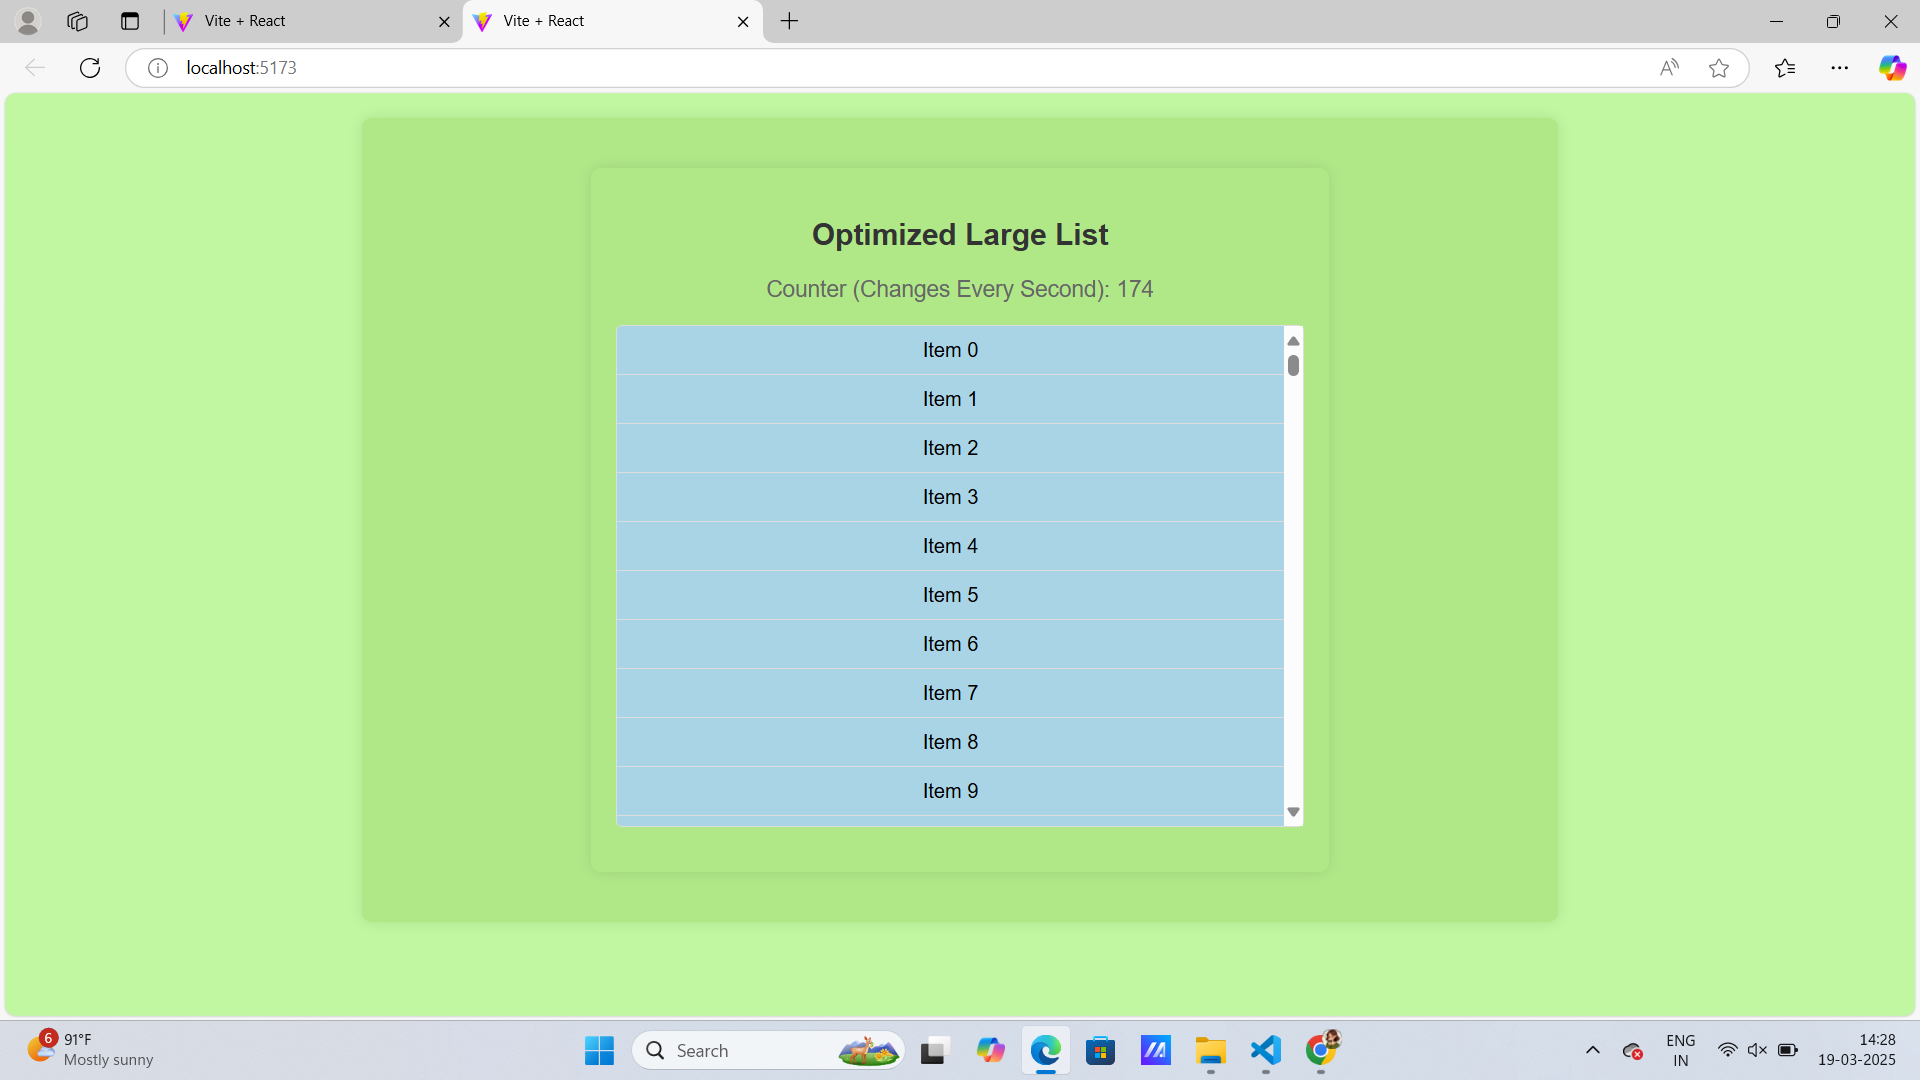 Vite + React
Vite + React
localhost:5173
Optimized Large List
Counter (Changes Every Second): 174
Item 0
Item 1
Item 2
Item 3
Item 4
Item 5
Item 6
Item 7
Item 8
Item 9
6
91°F
Mostly sunny
Search
ENG
IN
14:28
19-03-2025